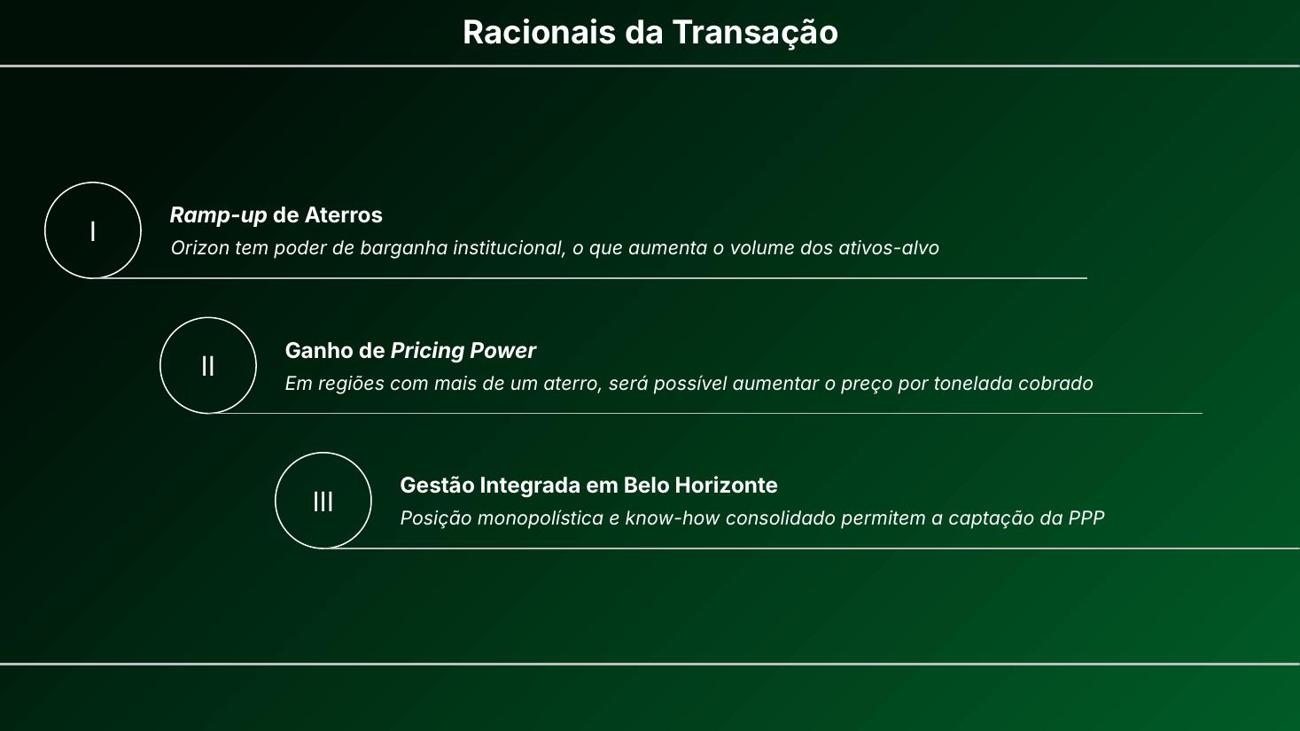 Racionais da Transação
I
Ramp-up de Aterros
Orizon tem poder de barganha institucional, o que aumenta o volume dos ativos-alvo
II
Ganho de Pricing Power
Em regiões com mais de um aterro, será possível aumentar o preço por tonelada cobrado
III
Gestão Integrada em Belo Horizonte
Posição monopolística e know-how consolidado permitem a captação da PPP